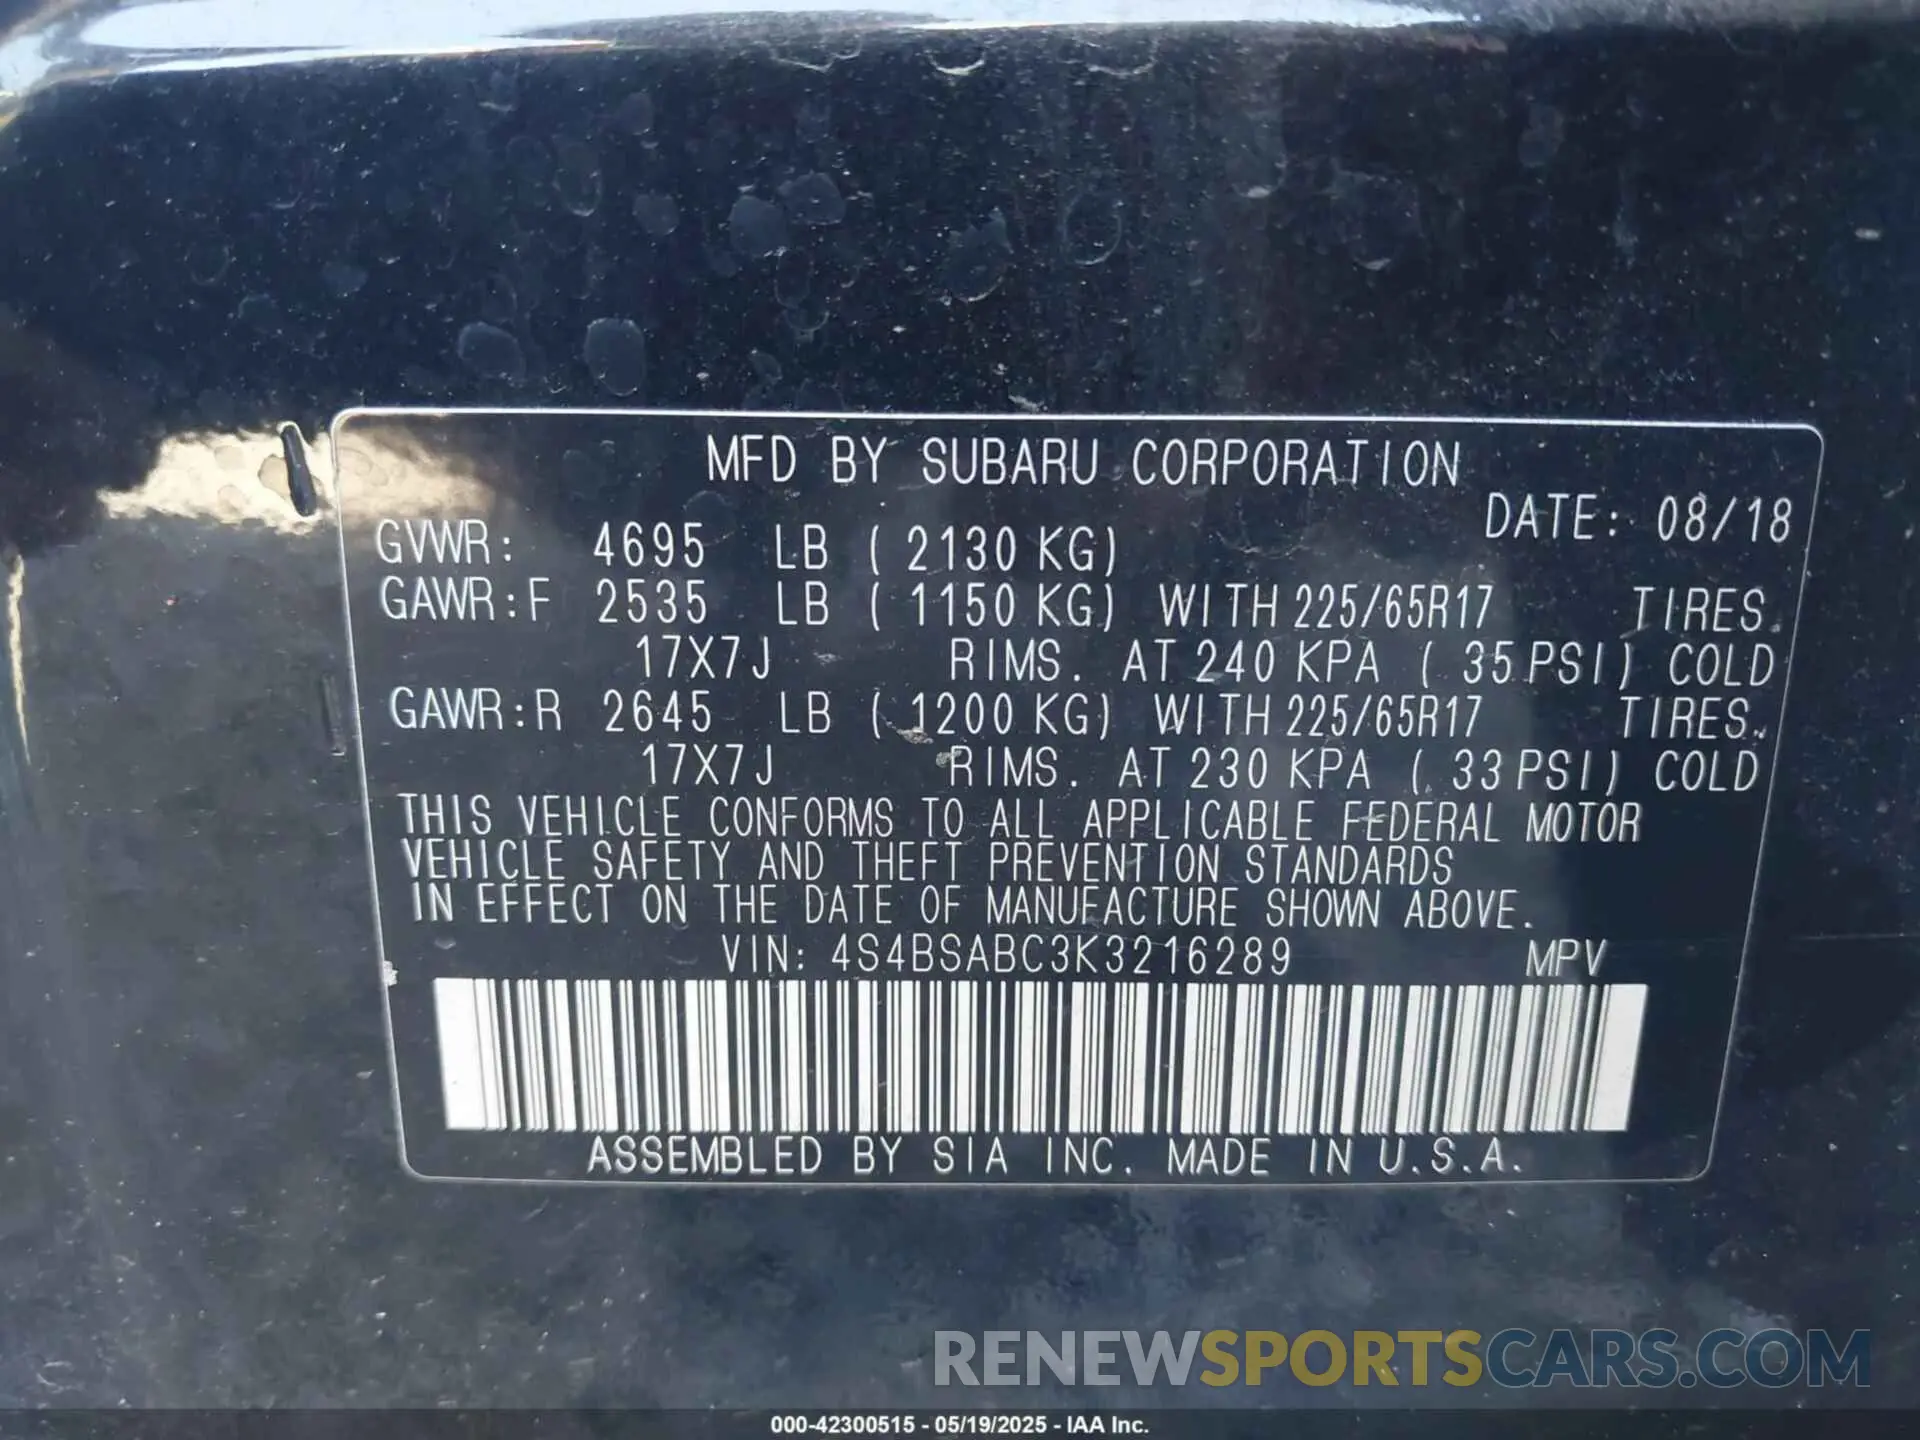 MFD BY SUBARU CORPORATION
DATE: 08/18
GVWR: 4695 LB ( 2130 KG)
GAWR:F 2535 LB ( 1150 KG) WITH 225/65R17 TIRES.
17X7J RIMS. AT 240 KPA ( 35 PSI) COLD
GAWR:R 2645 LB ( 1200 KG) WITH 225/65R17 TIRES.
17X7J RIMS. AT 230 KPA ( 33 PSI) COLD
THIS VEHICLE CONFORMS TO ALL APPLICABLE FEDERAL MOTOR
VEHICLE SAFETY AND THEFT PREVENTION STANDARDS
IN EFFECT ON THE DATE OF MANUFACTURE SHOWN ABOVE.
VIN: 4S4BSABC3K3216289 MPV
ASSEMBLED BY SIA INC. MADE IN U.S.A.
RENEWSPORTSCARS.COM
000-42300515 - 05/19/2025 - IAA Inc.